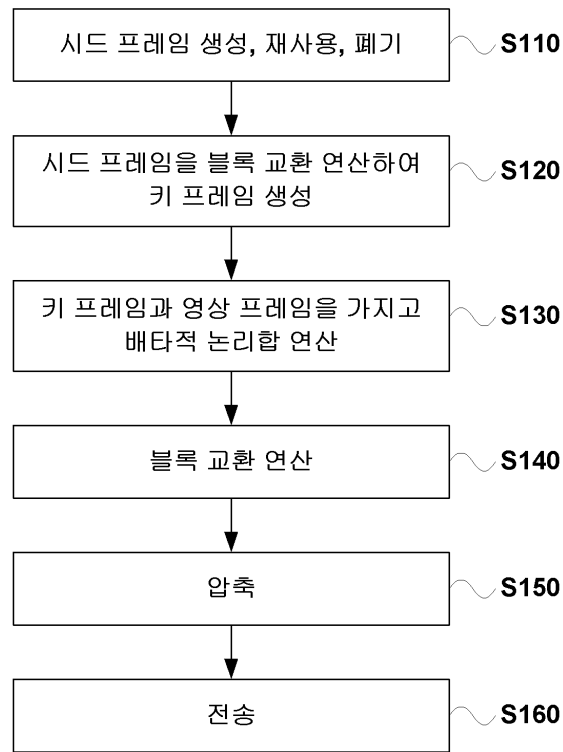 시드 프레임 생성, 재사용, 폐기
S110
시드 프레임을 블록 교환 연산하여
키 프레임 생성
S120
키 프레임과 영상 프레임을 가지고
배타적 논리합 연산
S130
블록 교환 연산
S140
압축
S150
전송
S160